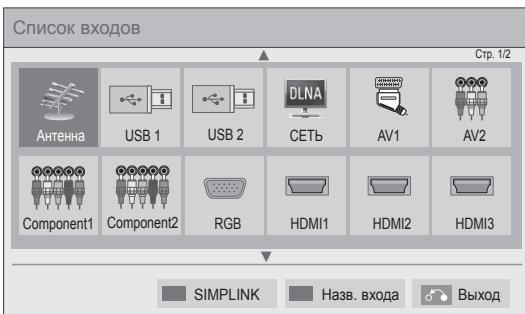 Список входов
Стр. 1/2
DLNA
Антенна USB 1 USB 2 СЕТЬ AV1 AV2
Component1 Component2 RGB HDMI1 HDMI2 HDMI3
SIMPLINK Назв. входа Выход